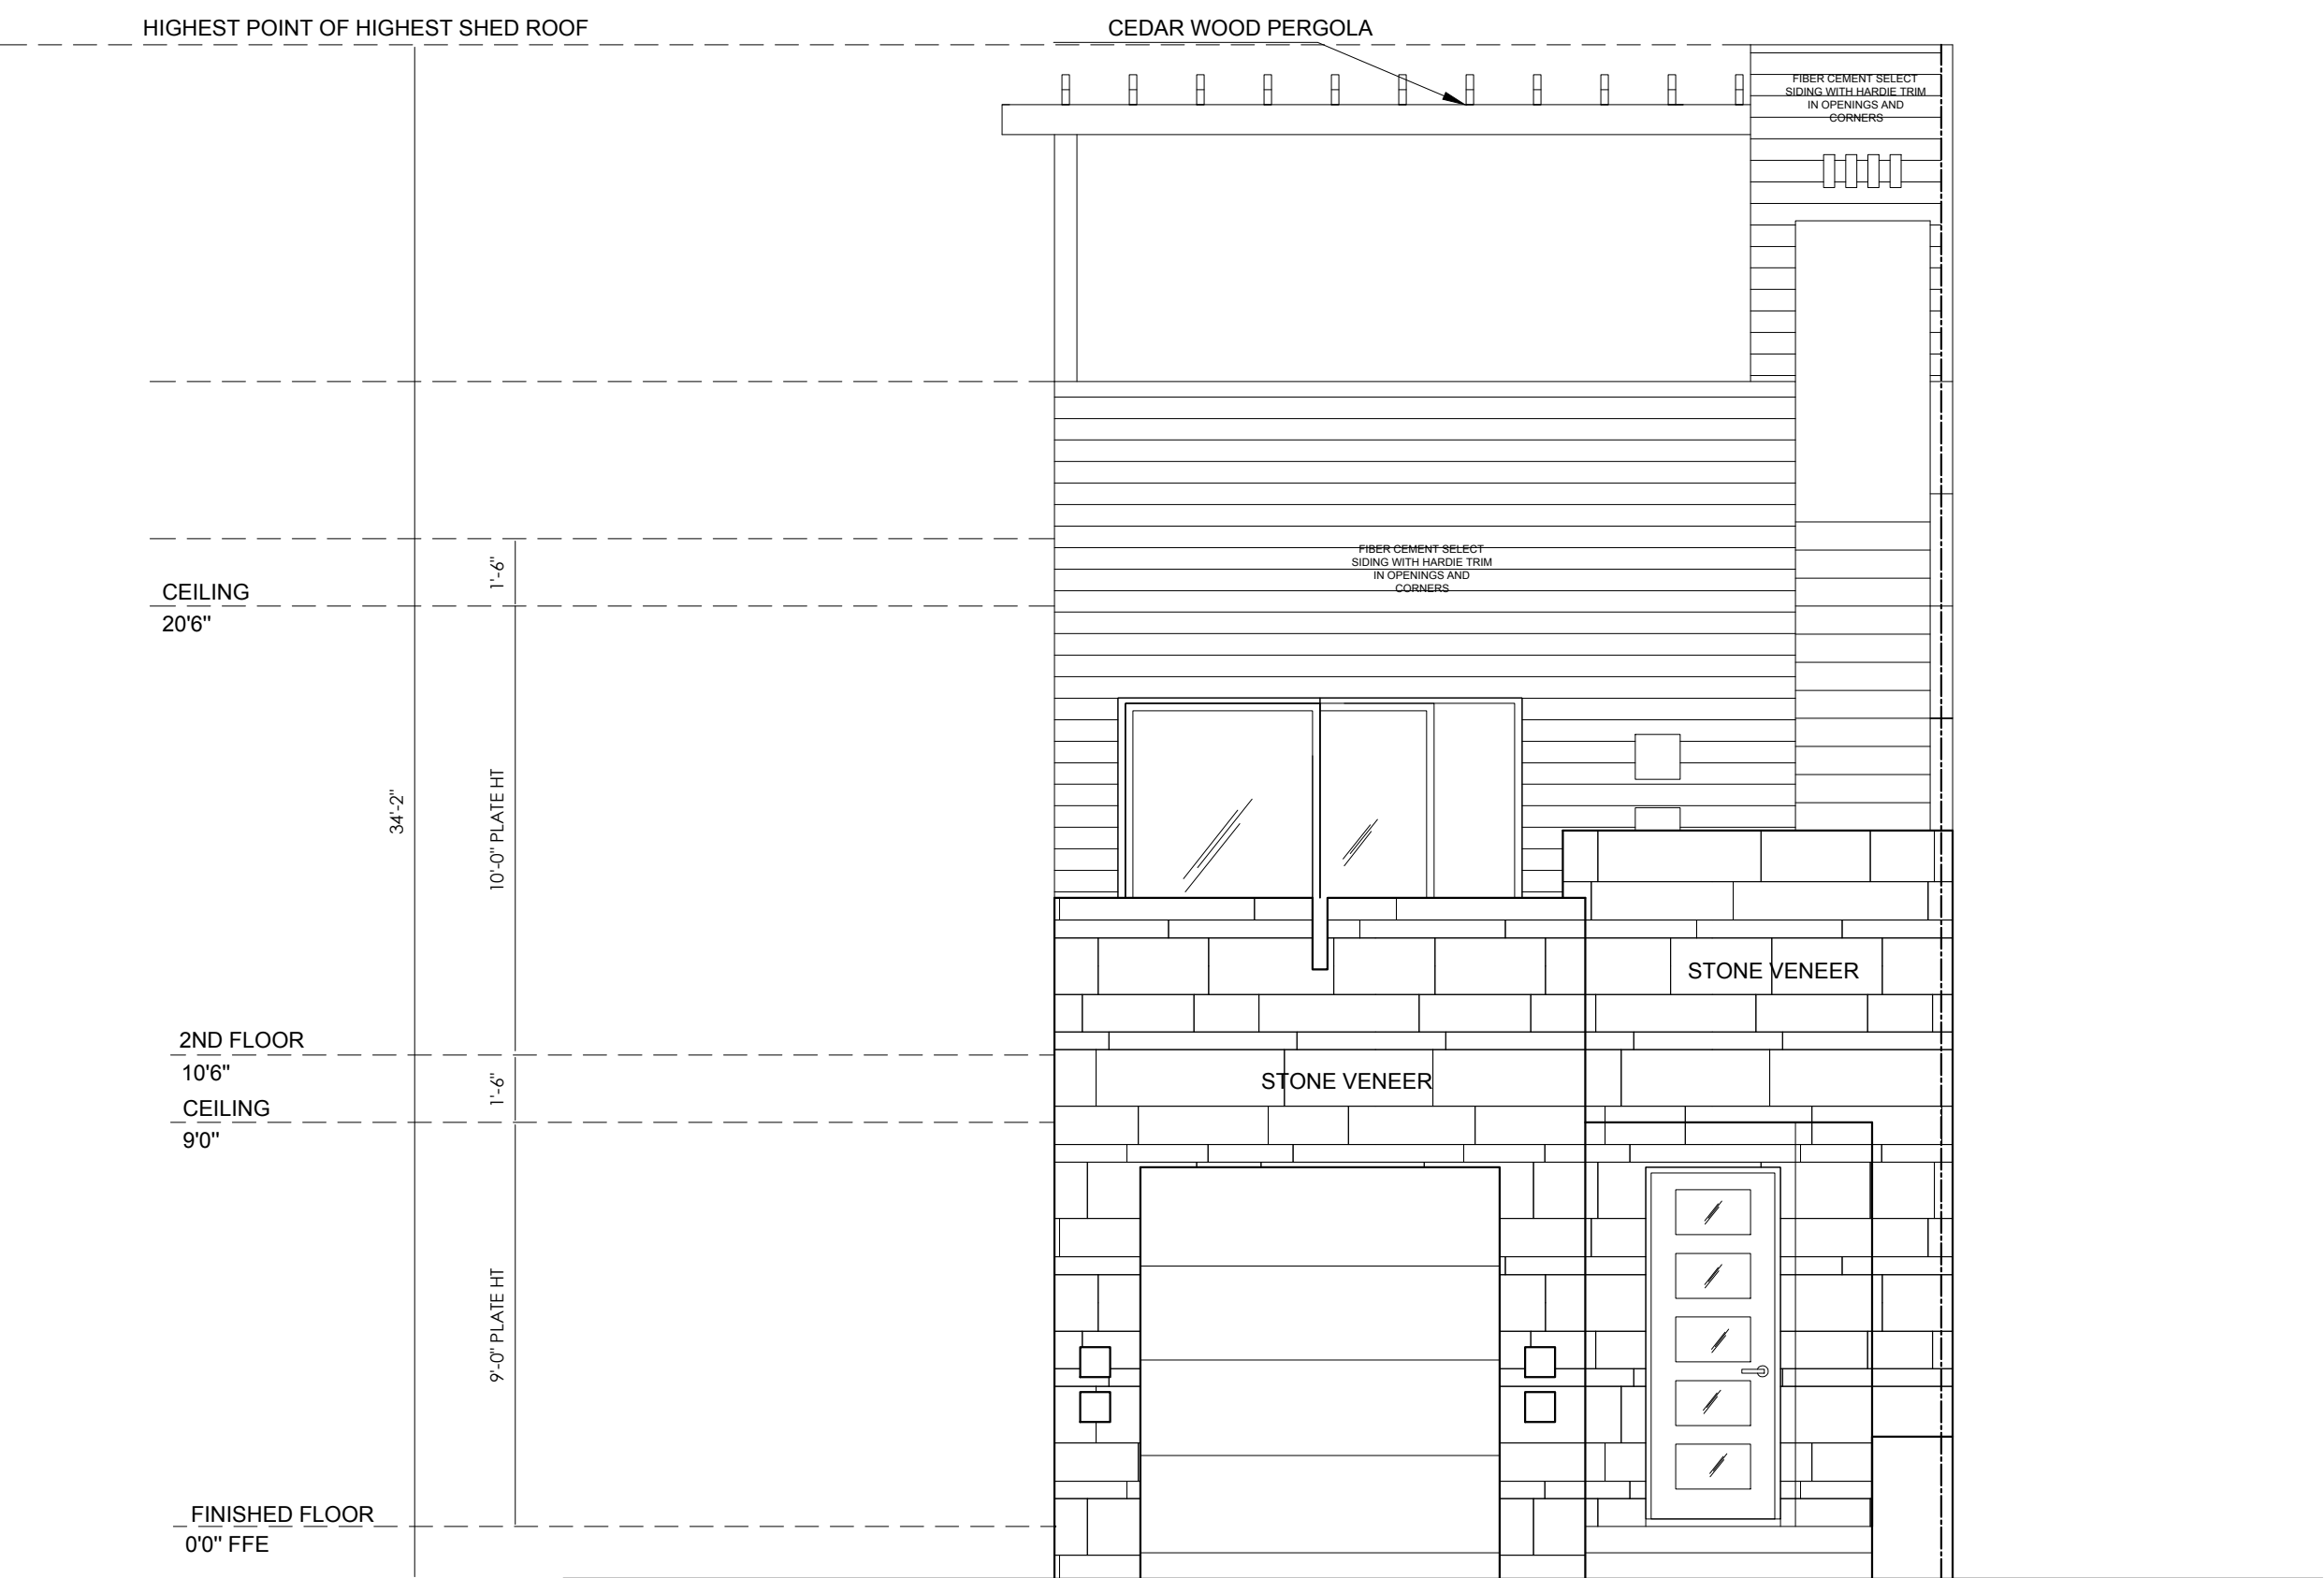 HIGHEST POINT OF HIGHEST SHED ROOF
CEDAR WOOD PERGOLA
FIBER CEMENT SELECT
SIDING WITH HARDIE TRIM
IN OPENINGS AND
CORNERS
1'-6"
FIBER CEMENT SELECT
SIDING WITH HARDIE TRIM
IN OPENINGS AND
CORNERS
CEILING
20'6"
34'-2"
10'-0" PLATE HT
STONE VENEER
2ND FLOOR
10'6"
1'-6"
STONE VENEER
CEILING
9'0"
9'-0" PLATE HT
FINISHED FLOOR
0'0" FFE